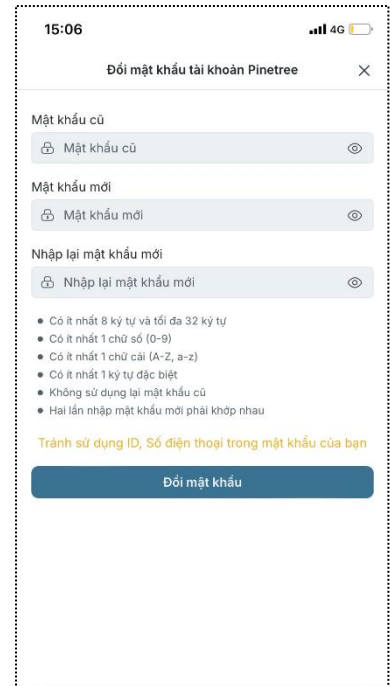 15:06
4G
Đổi mật khẩu tài khoản Pinetree
Mật khẩu cũ
Mật khẩu cũ
Mật khẩu mới
Mật khẩu mới
Nhập lại mật khẩu mới
Nhập lại mật khẩu mới
Có ít nhất 8 ký tự và tối đa 32 ký tự
Có ít nhất 1 chữ số (0-9)
Có ít nhất 1 chữ cái (A-Z, a-z)
Có ít nhất 1 ký tự đặc biệt
Không sử dụng lại mật khẩu cũ
Hai lần nhập mật khẩu mới phải khớp nhau
Tránh sử dụng ID, Số điện thoại trong mật khẩu của bạn
Đổi mật khẩu